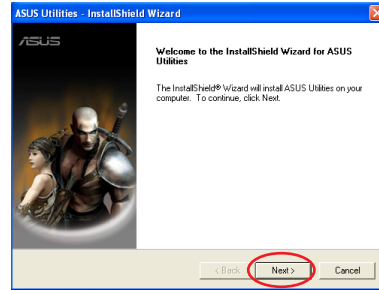 ASUS Utilities - InstallShield Wizard
ASUS
Welcome to the InstallShield Wizard for ASUS
Utilities
The InstallShield® Wizard will install ASUS Utilities on your
computer. To continue, click Next.
< Back
Next >
Cancel